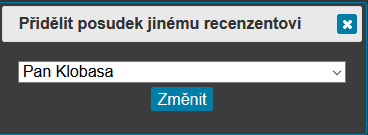 Přidělit posudek jinému recenzentovi
Pan Klobasa
Změnit